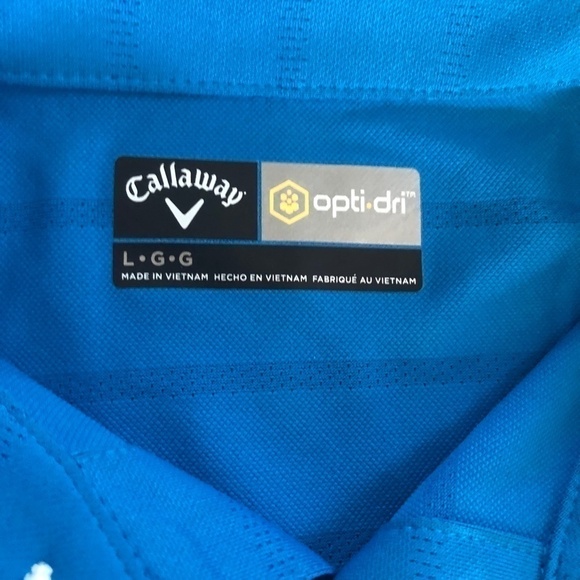 Callaway
opti•dri™
L•G•G
MADE IN VIETNAM HECHO EN VIETNAM FABRIQUÉ AU VIETNAM